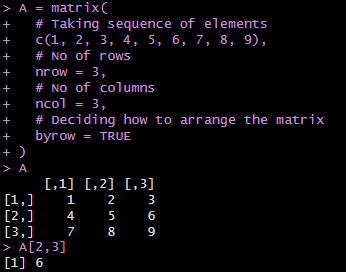 > A = matrix(
+   # Taking sequence of elements
+   c(1, 2, 3, 4, 5, 6, 7, 8, 9),
+   # No of rows
+   nrow = 3,
+   # No of columns
+   ncol = 3,
+   # Deciding how to arrange the matrix
+   byrow = TRUE
+ )
> A
     [,1] [,2] [,3]
[1,]    1    2    3
[2,]    4    5    6
[3,]    7    8    9
> A[2,3]
[1] 6